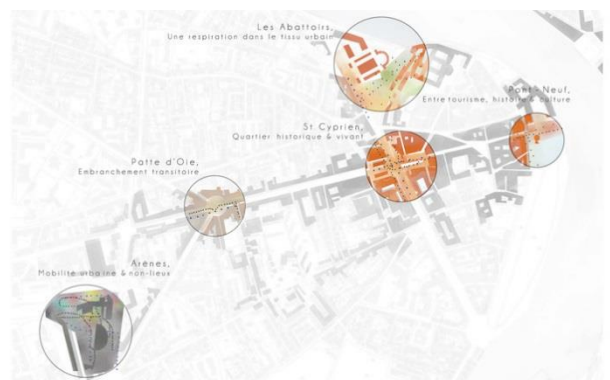 Les Abattoirs,
Une respiration dans le tissu urbain
Pont-Neuf,
Entre tourisme, histoire & culture
St Cyprien,
Quartier historique & vivant
Patte d'Oie,
Embranchement transitoire
Arènes,
Mobilité urbaine & non-lieux